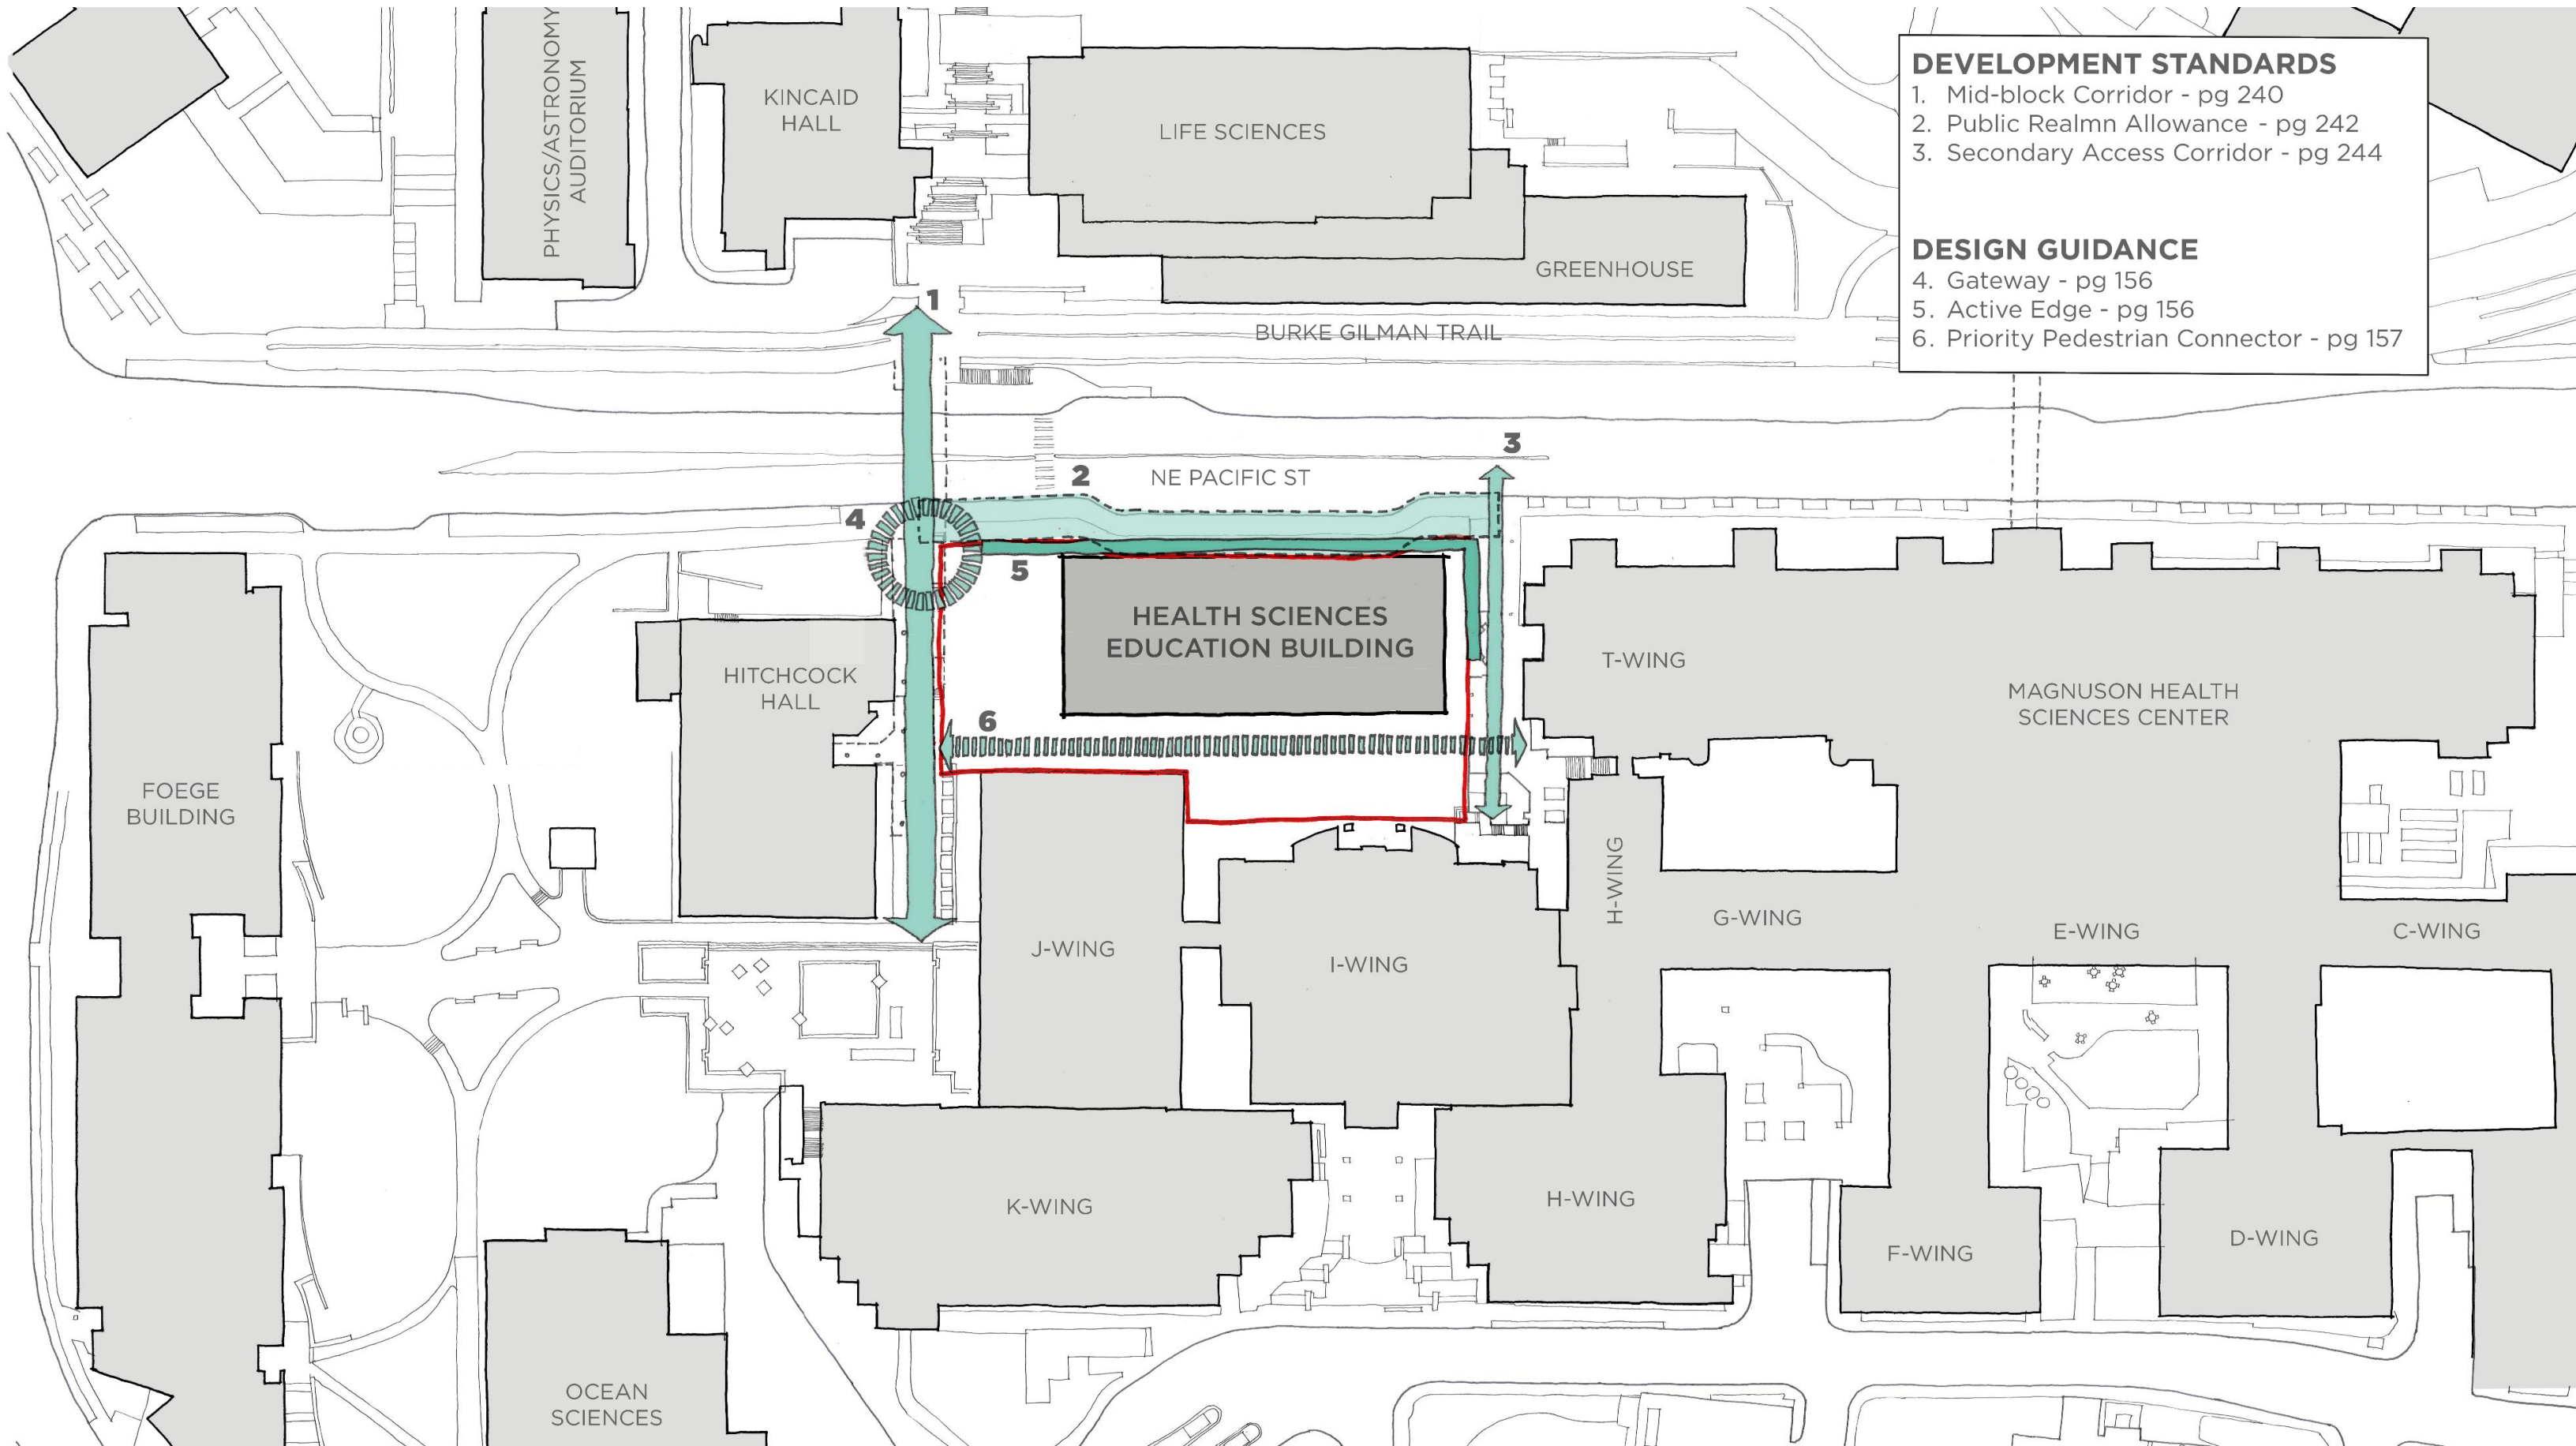 PHYSICS/ASTRONOMY
AUDITORIUM
KINCAID
HALL
LIFE SCIENCES
GREENHOUSE
DEVELOPMENT STANDARDS
1. Mid-block Corridor - pg 240
2. Public Realmn Allowance - pg 242
3. Secondary Access Corridor - pg 244
DESIGN GUIDANCE
4. Gateway - pg 156
5. Active Edge - pg 156
6. Priority Pedestrian Connector - pg 157
1
BURKE GILMAN TRAIL
3
2
NE PACIFIC ST
4
5
HEALTH SCIENCES
EDUCATION BUILDING
HITCHCOCK
HALL
T-WING
MAGNUSON HEALTH
SCIENCES CENTER
6
FOEGE
BUILDING
H-WING
G-WING
E-WING
C-WING
J-WING
I-WING
K-WING
H-WING
F-WING
D-WING
OCEAN
SCIENCES